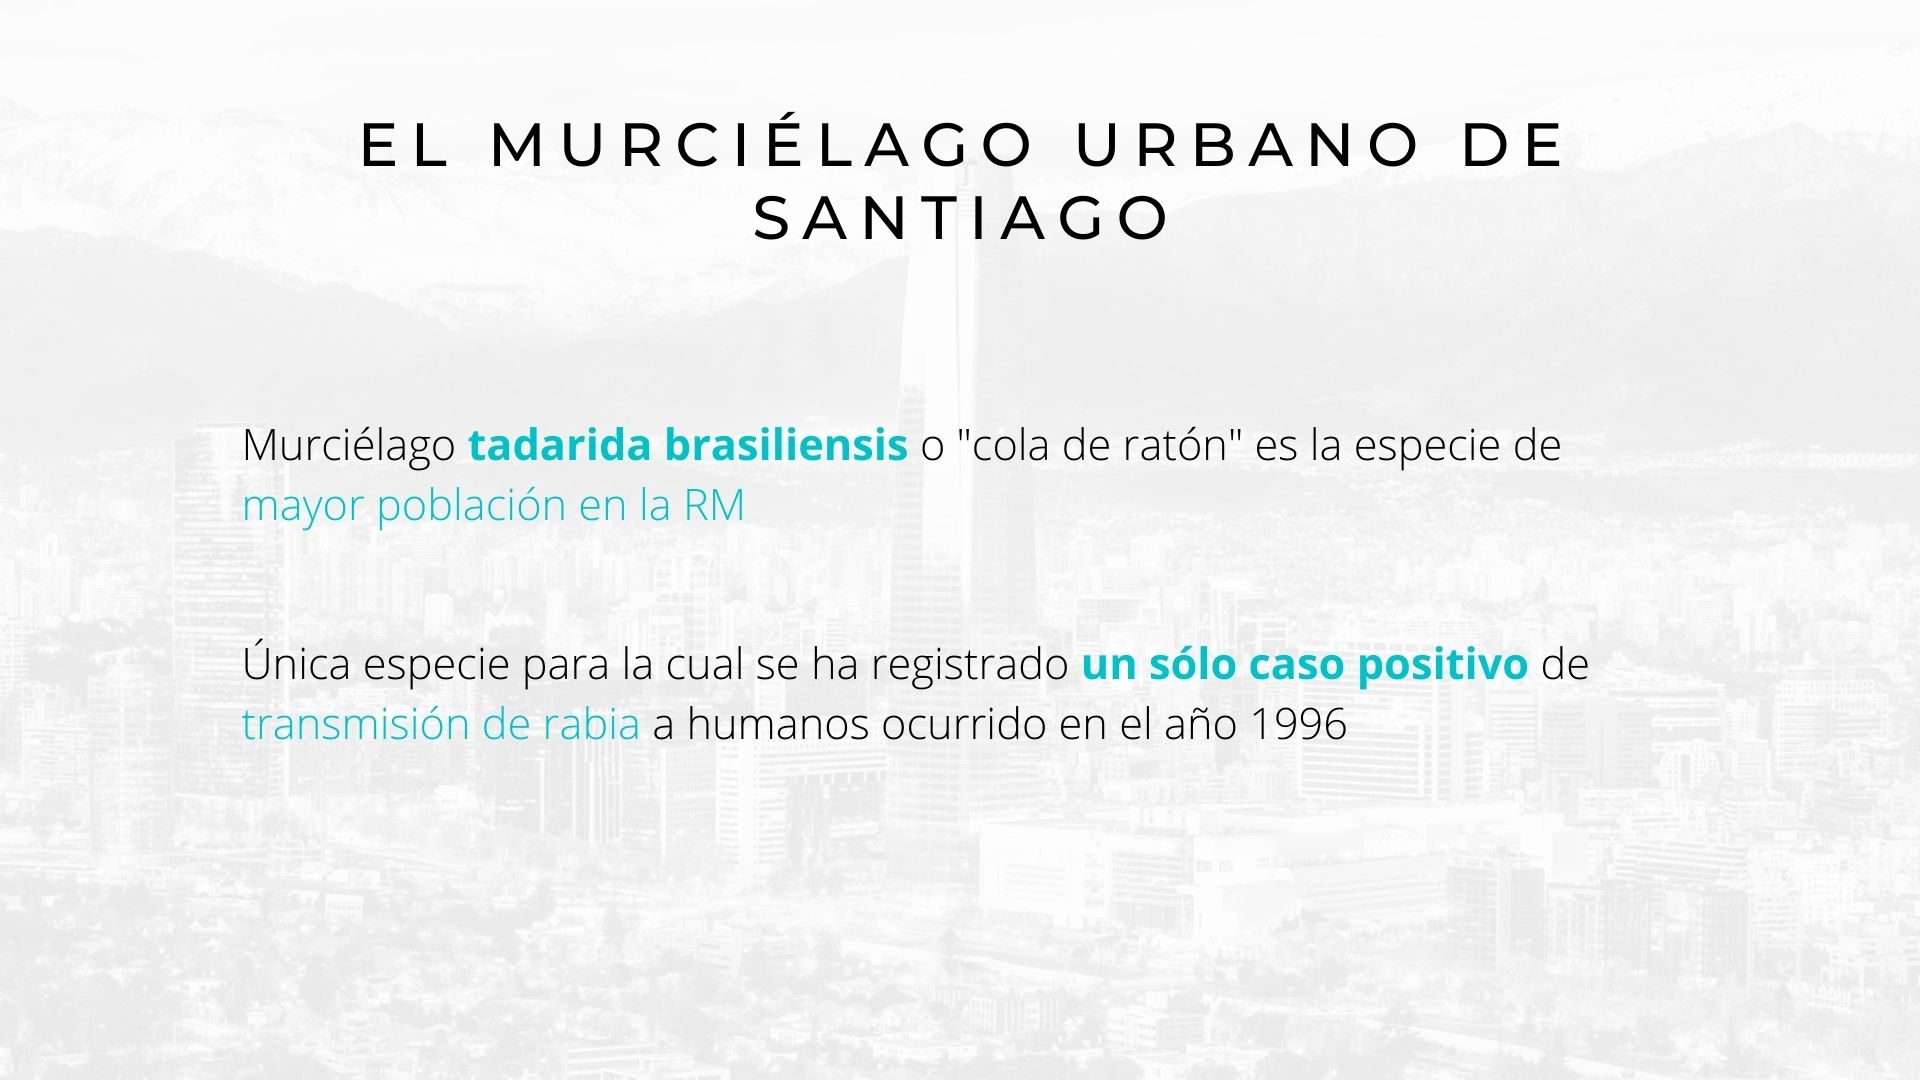 EL MURCIÉLAGO URBANO DE
SANTIAGO
Murciélago tadarida brasiliensis o "cola de ratón" es la especie de
mayor población en la RM
Única especie para la cual se ha registrado un sólo caso positivo de
transmisión de rabia a humanos ocurrido en el año 1996